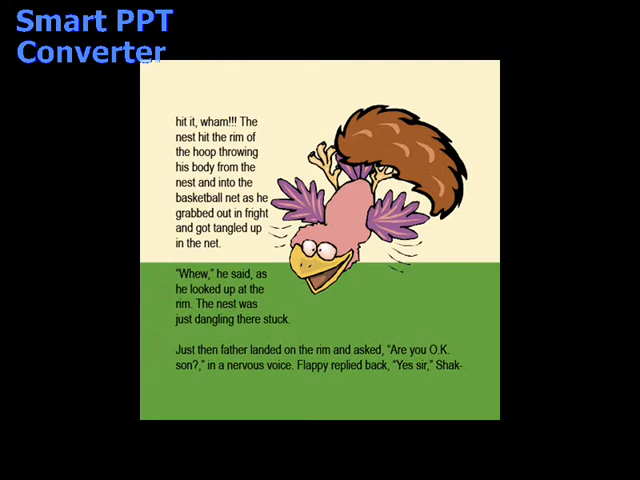 Smart PPT
Converter
hit it, wham!!! The
nest hit the rim of
the hoop throwing
his body from the
nest and into the
basketball net as he
grabbed out in fright
and got tangled up
in the net.
“Whew,” he said, as
he looked up at the
rim. The nest was
just dangling there stuck.
Just then father landed on the rim and asked, “Are you O.K.
son?,” in a nervous voice. Flappy replied back, “Yes sir,” Shak-